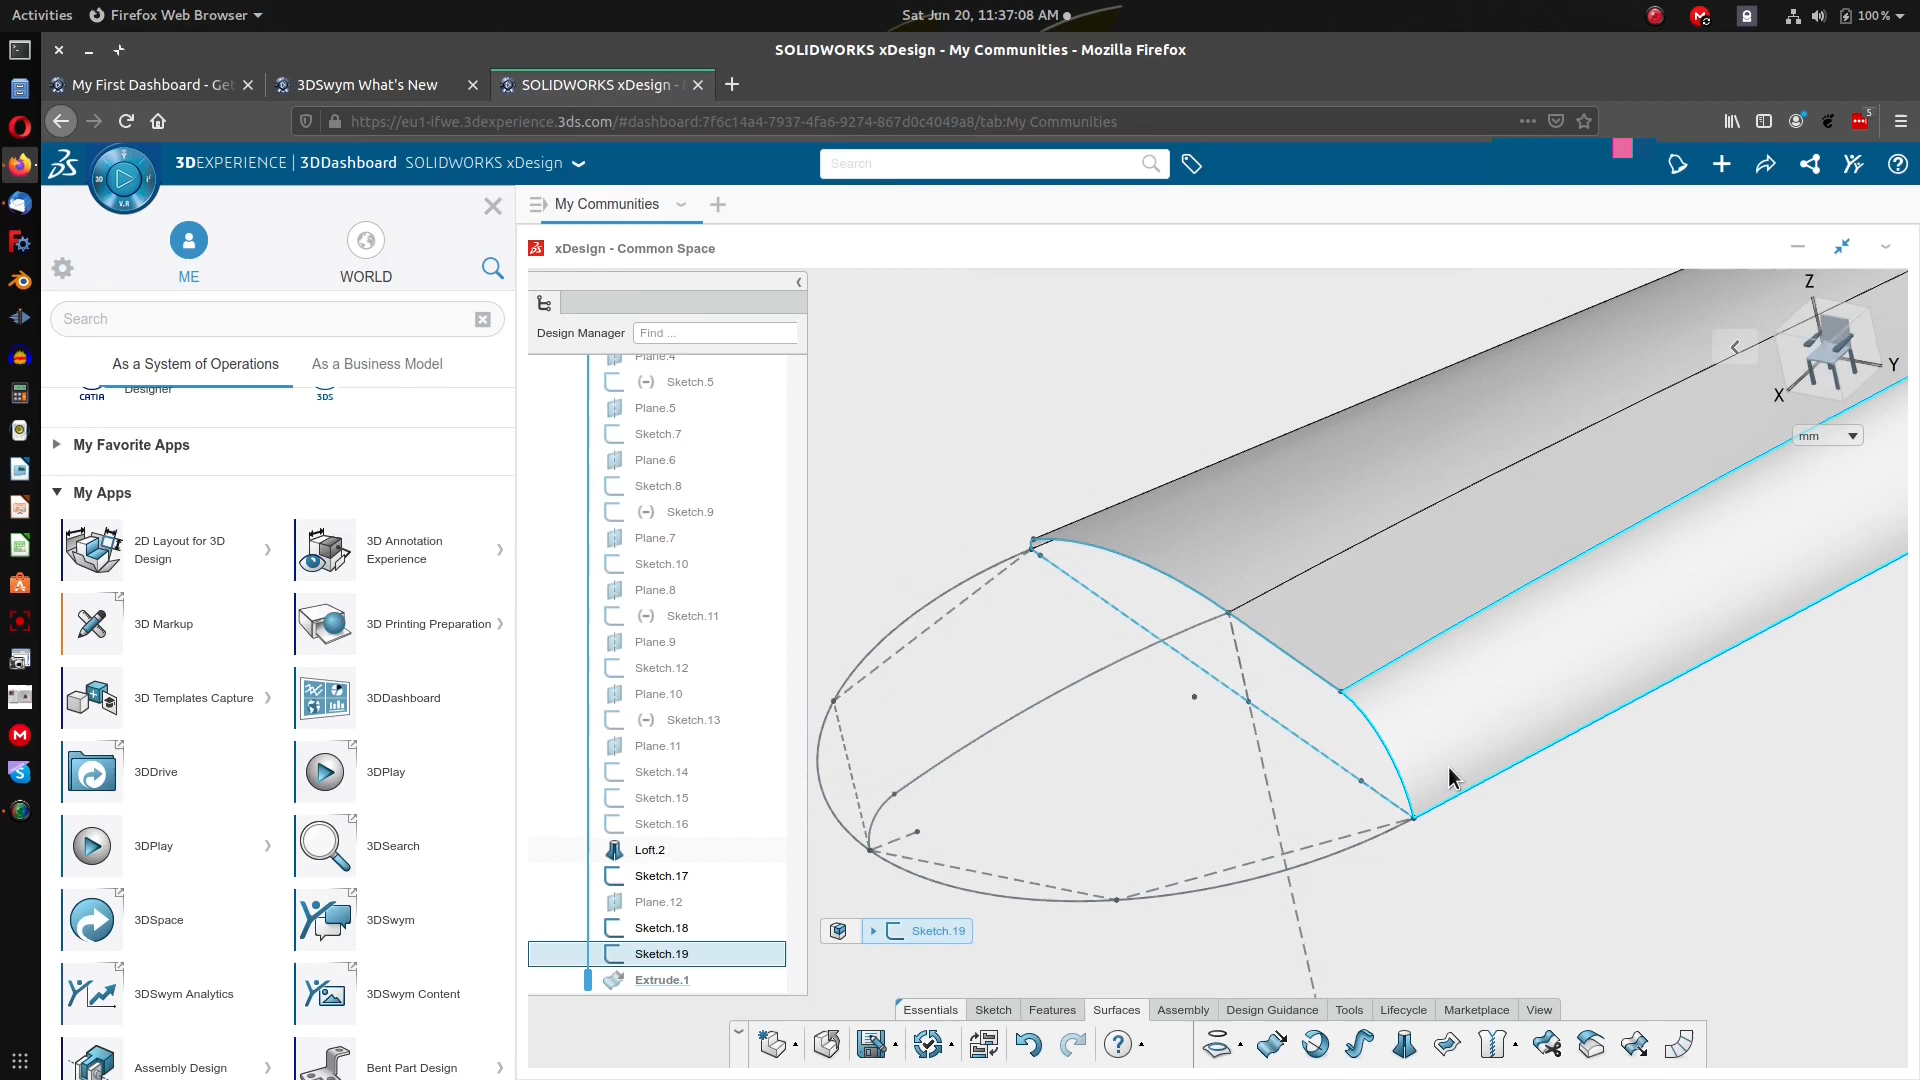 Activities
Firefox Web Browser
Sat Jun 20, 11:37:08 AM
100 %
SOLIDWORKS xDesign - My Communities - Mozilla Firefox
My First Dashboard - Get
3DSwym What's New
SOLIDWORKS xDesign -
https://eu1-ifwe.3dexperience.3ds.com/#dashboard:7f6c14a4-7937-4fa6-9274-867d0c4049a8/tab:My Communities
5
3D
V.R
3DEXPERIENCE | 3DDashboard SOLIDWORKS xDesign
Search
ME
WORLD
Search
As a System of Operations
As a Business Model
CATIA
Designer
3DS
My Favorite Apps
My Apps
2D Layout for 3D
Design
3D Annotation
Experience
3D Markup
3D Printing Preparation
3D Templates Capture
3DDashboard
3DDrive
3DPlay
3DPlay
3DSearch
3DSpace
3DSwym
3DSwym Analytics
3DSwym Content
Assembly Design
Bent Part Design
My Communities
xDesign - Common Space
Design Manager
Find ...
Plane.4
(-) Sketch.5
Plane.5
Sketch.7
Plane.6
Sketch.8
(-) Sketch.9
Plane.7
Sketch.10
Plane.8
(-) Sketch.11
Plane.9
Sketch.12
Plane.10
(-) Sketch.13
Plane.11
Sketch.14
Sketch.15
Sketch.16
Loft.2
Sketch.17
Plane.12
Sketch.18
Sketch.19
Extrude.1
Z
Y
X
mm
Sketch.19
Essentials
Sketch
Features
Surfaces
Assembly
Design Guidance
Tools
Lifecycle
Marketplace
View